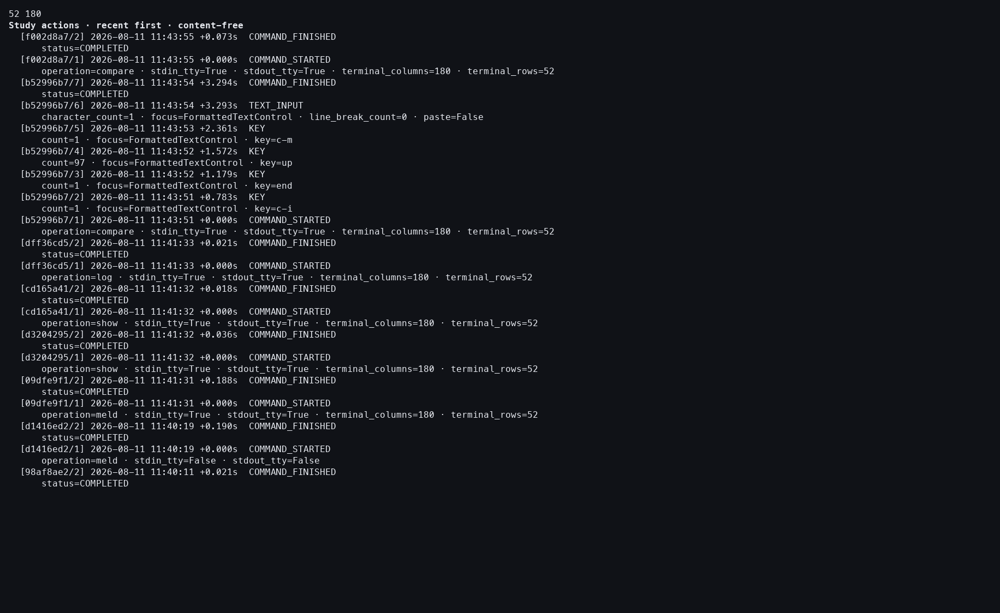 52 180
Study actions · recent first · content-free
[f002d8a7/2] 2026-08-11 11:43:55 +0.073s  COMMAND_FINISHED
status=COMPLETED
[f002d8a7/1] 2026-08-11 11:43:55 +0.000s  COMMAND_STARTED
operation=compare · stdin_tty=True · stdout_tty=True · terminal_columns=180 · terminal_rows=52
[b52996b7/7] 2026-08-11 11:43:54 +3.294s  COMMAND_FINISHED
status=COMPLETED
[b52996b7/6] 2026-08-11 11:43:54 +3.293s  TEXT_INPUT
character_count=1 · focus=FormattedTextControl · line_break_count=0 · paste=False
[b52996b7/5] 2026-08-11 11:43:53 +2.361s  KEY
count=1 · focus=FormattedTextControl · key=c-m
[b52996b7/4] 2026-08-11 11:43:52 +1.572s  KEY
count=97 · focus=FormattedTextControl · key=up
[b52996b7/3] 2026-08-11 11:43:52 +1.179s  KEY
count=1 · focus=FormattedTextControl · key=end
[b52996b7/2] 2026-08-11 11:43:51 +0.783s  KEY
count=1 · focus=FormattedTextControl · key=c-i
[b52996b7/1] 2026-08-11 11:43:51 +0.000s  COMMAND_STARTED
operation=compare · stdin_tty=True · stdout_tty=True · terminal_columns=180 · terminal_rows=52
[dff36cd5/2] 2026-08-11 11:41:33 +0.021s  COMMAND_FINISHED
status=COMPLETED
[dff36cd5/1] 2026-08-11 11:41:33 +0.000s  COMMAND_STARTED
operation=log · stdin_tty=True · stdout_tty=True · terminal_columns=180 · terminal_rows=52
[cd165a41/2] 2026-08-11 11:41:32 +0.018s  COMMAND_FINISHED
status=COMPLETED
[cd165a41/1] 2026-08-11 11:41:32 +0.000s  COMMAND_STARTED
operation=show · stdin_tty=True · stdout_tty=True · terminal_columns=180 · terminal_rows=52
[d3204295/2] 2026-08-11 11:41:32 +0.036s  COMMAND_FINISHED
status=COMPLETED
[d3204295/1] 2026-08-11 11:41:32 +0.000s  COMMAND_STARTED
operation=show · stdin_tty=True · stdout_tty=True · terminal_columns=180 · terminal_rows=52
[09dfe9f1/2] 2026-08-11 11:41:31 +0.188s  COMMAND_FINISHED
status=COMPLETED
[09dfe9f1/1] 2026-08-11 11:41:31 +0.000s  COMMAND_STARTED
operation=meld · stdin_tty=True · stdout_tty=True · terminal_columns=180 · terminal_rows=52
[d1416ed2/2] 2026-08-11 11:40:19 +0.190s  COMMAND_FINISHED
status=COMPLETED
[d1416ed2/1] 2026-08-11 11:40:19 +0.000s  COMMAND_STARTED
operation=meld · stdin_tty=False · stdout_tty=False
[98af8ae2/2] 2026-08-11 11:40:11 +0.021s  COMMAND_FINISHED
status=COMPLETED